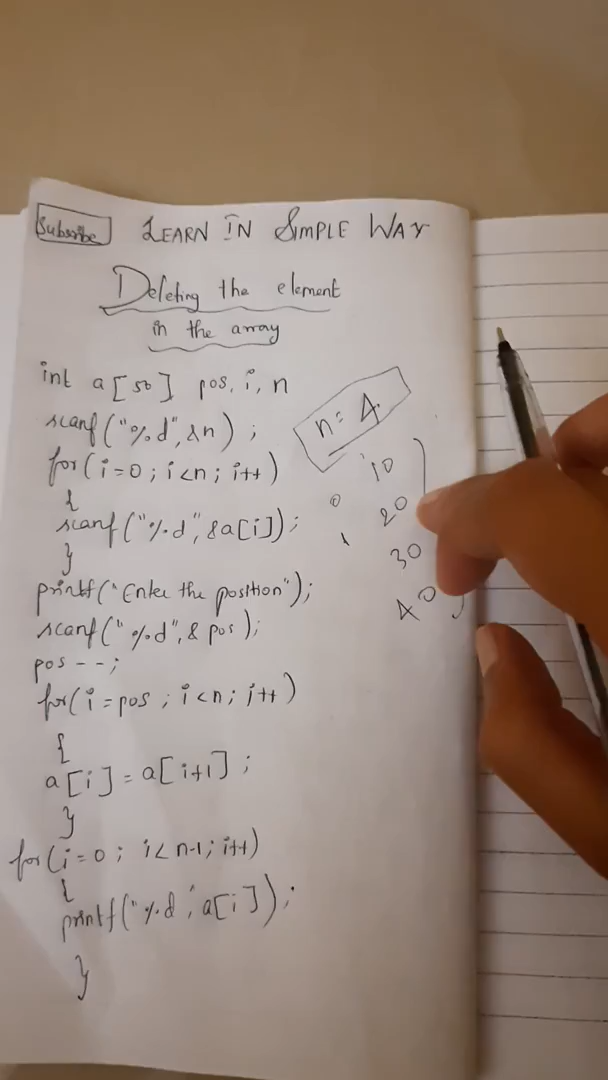 Subscribe LEARN IN SIMPLE WAY
Deleting the element
in the array
int a[50] pos, i, n
scanf("%d",&n);
n=4.
for(i=0; i<n; i++)
10
{
0 20
scanf("%d",&a[i]);
1
}
30
printf("Enter the position");
40
scanf("%d",& pos);
pos--;
for(i=pos; i<n; i++)
{
a[i]=a[i+1];
}
for(i=0; i<n-1; i++)
{
printf("%d", a[i]);
}